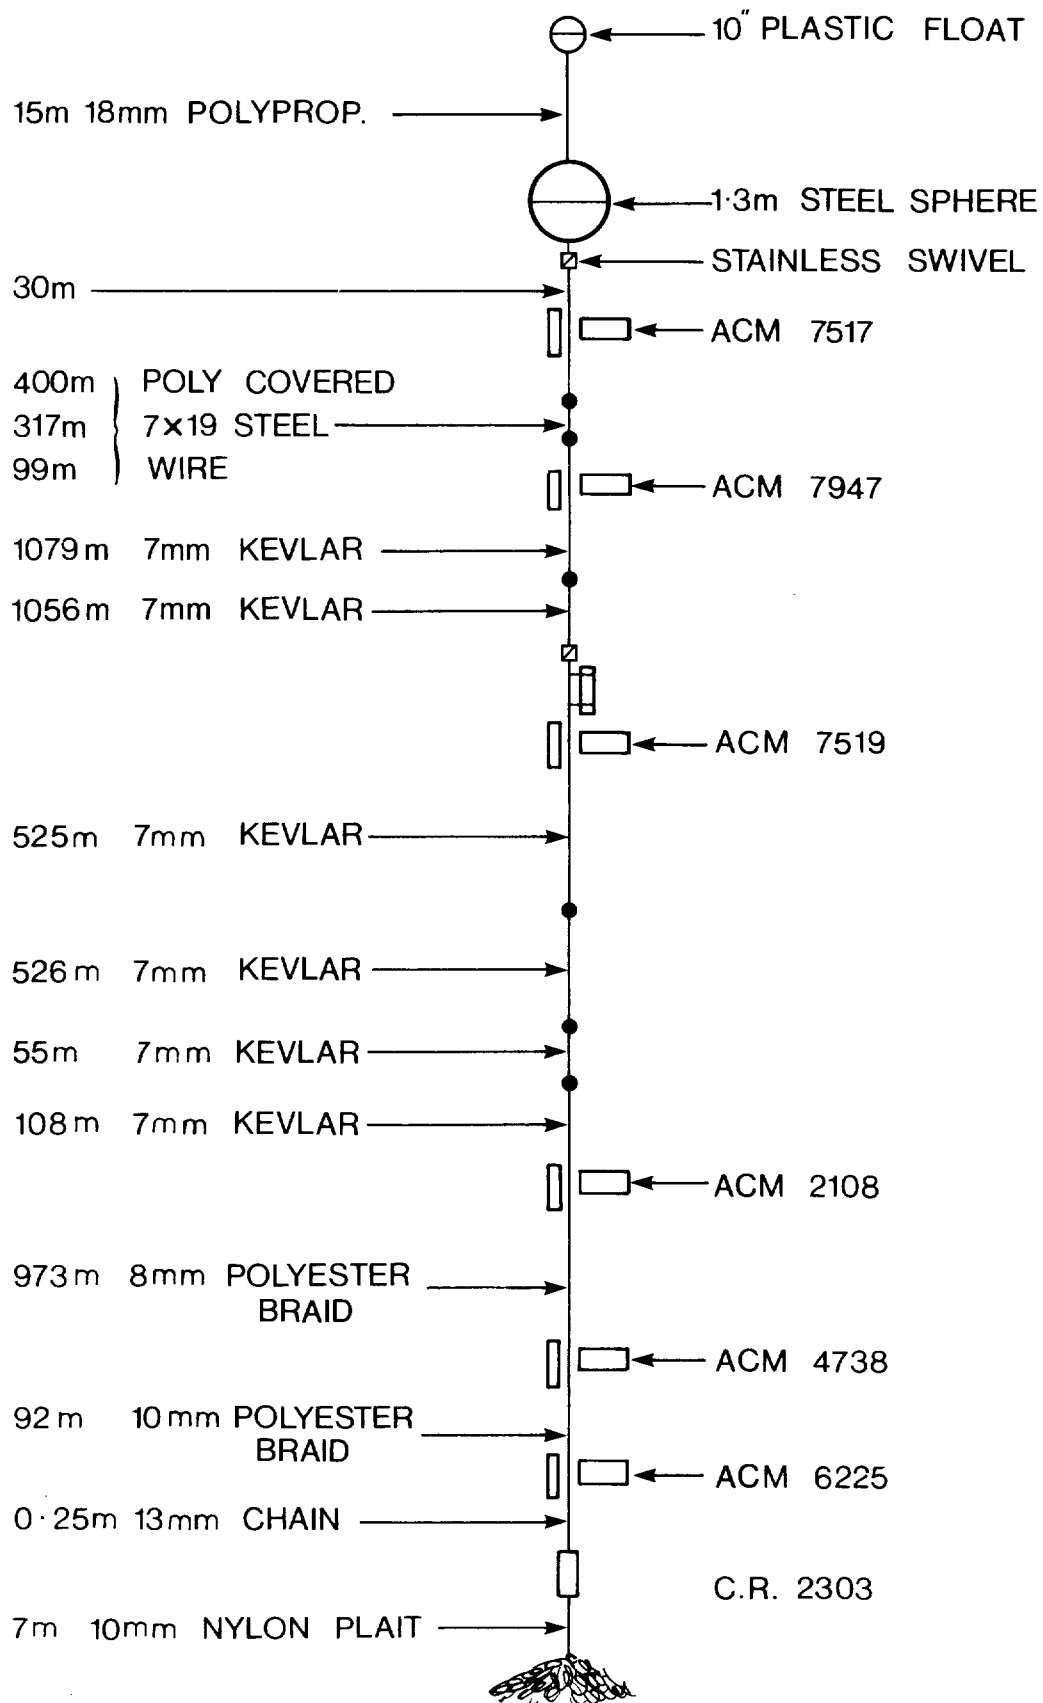 10" PLASTIC FLOAT
15m 18mm POLYPROP.
1·3m STEEL SPHERE
STAINLESS SWIVEL
30m
ACM 7517
400m POLY COVERED
317m 7×19 STEEL
99m WIRE
ACM 7947
1079m 7mm KEVLAR
1056m 7mm KEVLAR
ACM 7519
525m 7mm KEVLAR
526m 7mm KEVLAR
55m 7mm KEVLAR
108m 7mm KEVLAR
ACM 2108
973m 8mm POLYESTER
BRAID
ACM 4738
92m 10mm POLYESTER
BRAID
ACM 6225
0·25m 13mm CHAIN
C.R. 2303
7m 10mm NYLON PLAIT